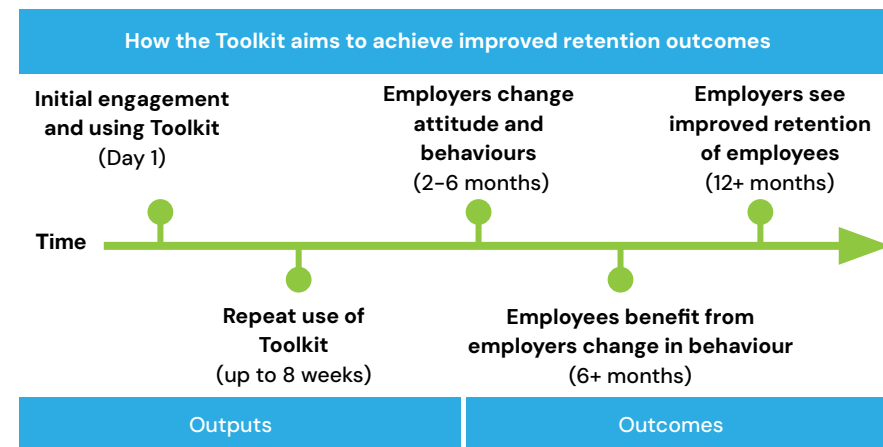 How the Toolkit aims to achieve improved retention outcomes
Initial engagement
and using Toolkit
(Day 1)
Employers change
attitude and
behaviours
(2-6 months)
Employers see
improved retention
of employees
(12+ months)
Time
Repeat use of
Toolkit
(up to 8 weeks)
Employees benefit from
employers change in behaviour
(6+ months)
Outputs
Outcomes